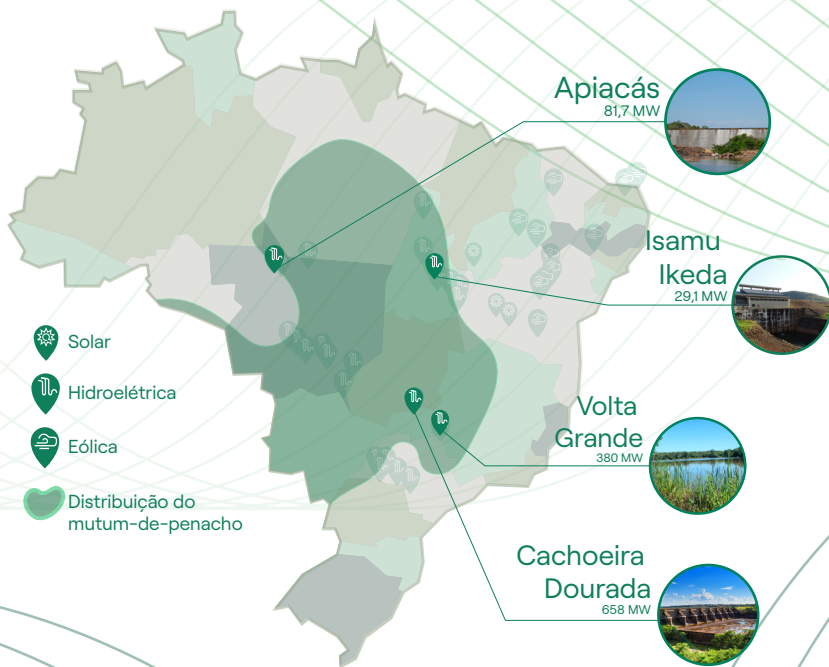 Apiacás
81,7 MW
Isamu
Ikeda
29,1 MW
Solar
Hidroelétrica
Eólica
Distribuição do
mutum-de-penacho
Volta
Grande
380 MW
Cachoeira
Dourada
658 MW